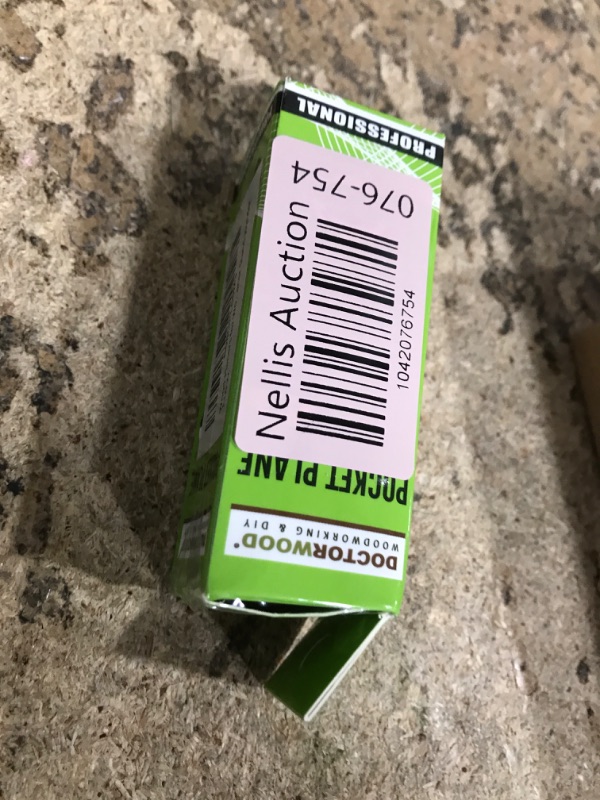 DOCTORWOOD®
WOODWORKING & DIY
POCKET PLANE
Nellis Auction
1042076754
076-754
PROFESSIONAL